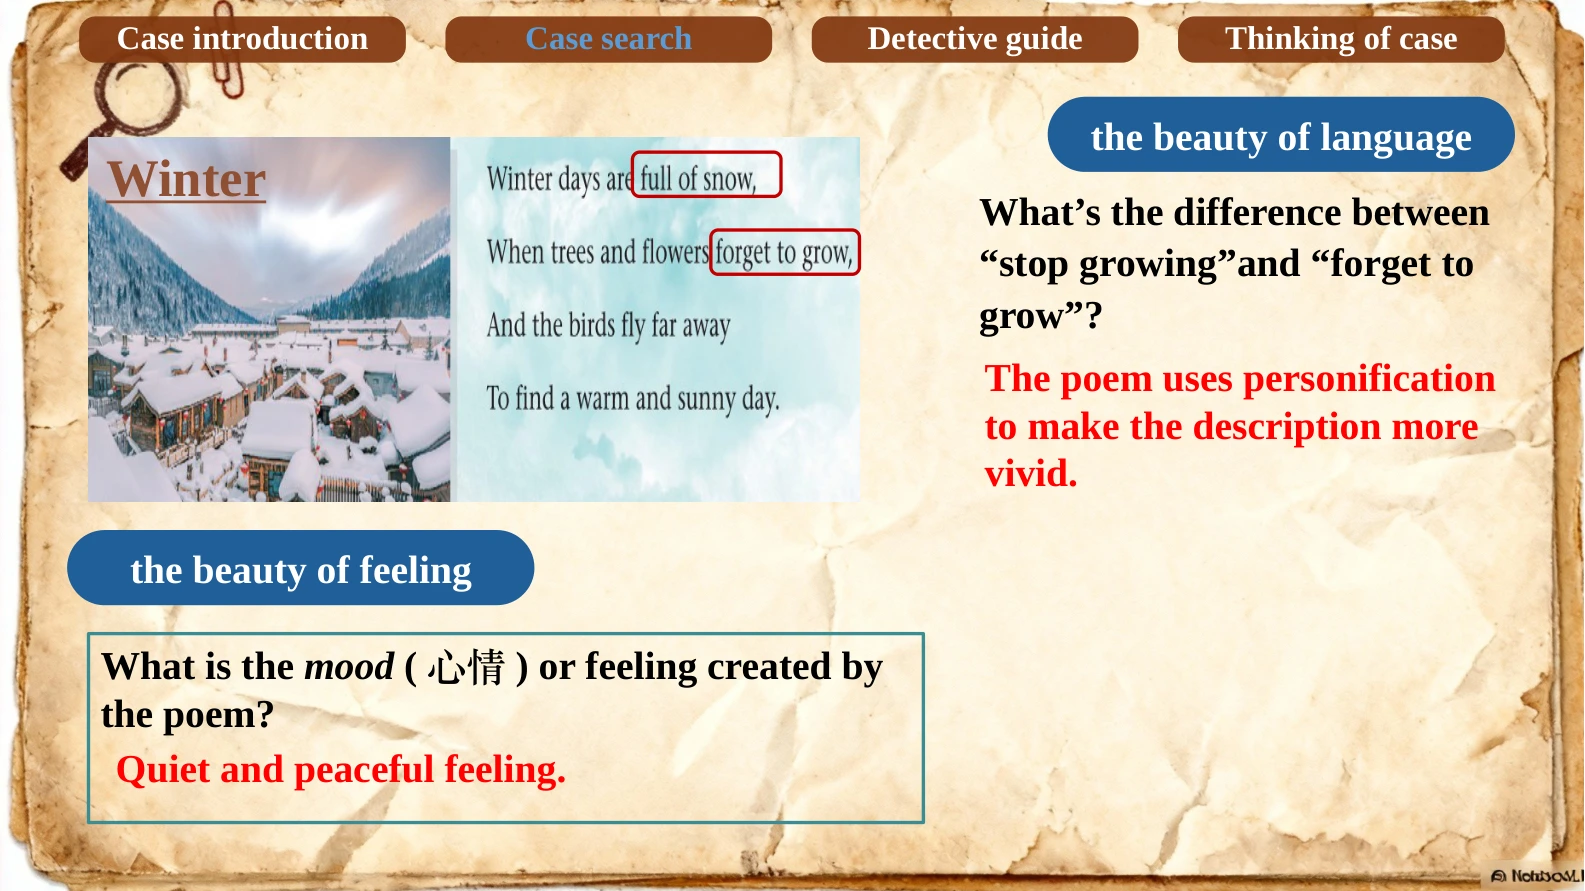 Case introduction
Case search
Detective guide
Thinking of case
Winter
Winter days are full of snow,
When trees and flowers forget to grow,
And the birds fly far away
To find a warm and sunny day.
the beauty of language
What’s the difference between
“stop growing”and “forget to
grow”?
The poem uses personification
to make the description more
vivid.
the beauty of feeling
What is the mood ( 心情 ) or feeling created by
the poem?
Quiet and peaceful feeling.